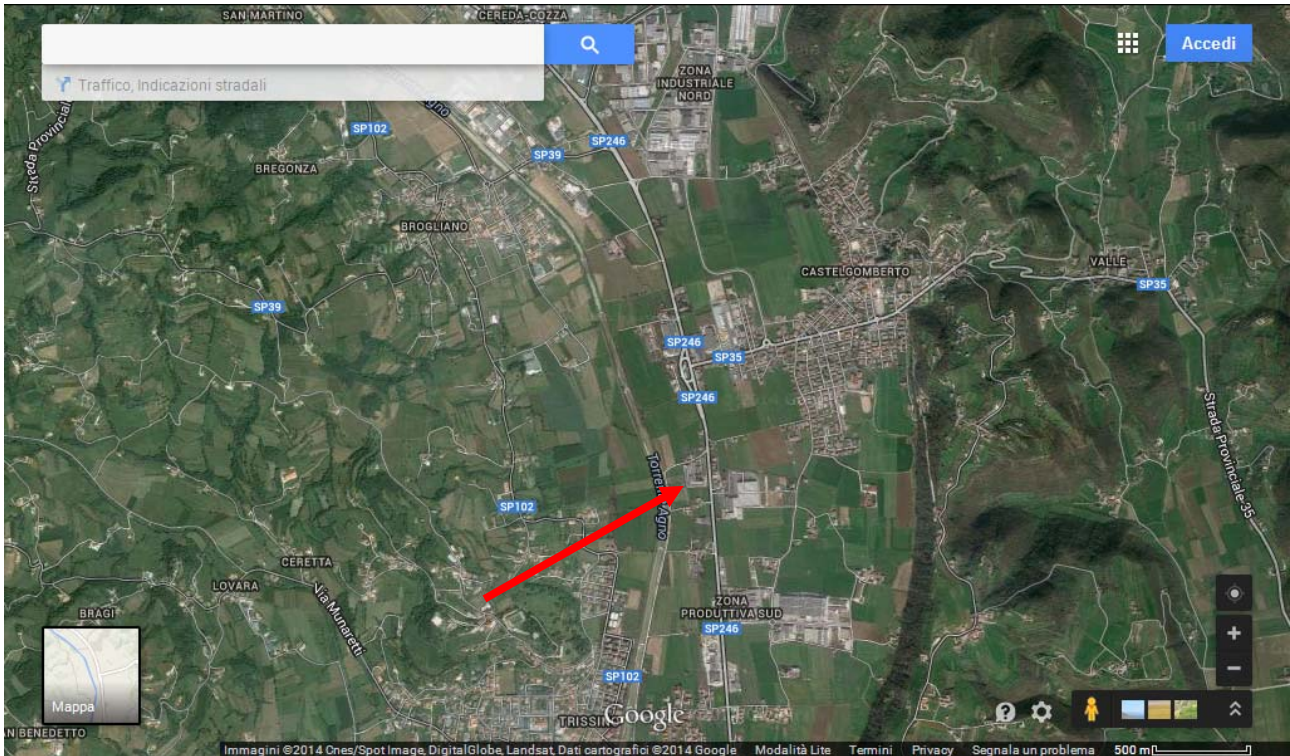 SAN MARTINO
CEREDA-COZZA
Accedi
Traffico, Indicazioni stradali
ZONA
INDUSTRIALE
NORD
Strada Provinciale
SP102
SP246
SP39
BREGONZA
BROGLIANO
CASTELGOMBERTO
VALLE
SP35
SP39
SP246
SP35
SP246
Strada Provinciale 35
SP102
Agno
CERETTA
LOVARA
Via Munaretti
BRAGI
ZONA
PRODUTTIVA SUD
SP246
SP102
Mappa
TRISSINO
Google
AN BENEDETTO
Immagini ©2014 Cnes/Spot Image, DigitalGlobe, Landsat, Dati cartografici ©2014 Google Modalità Lite Termini Privacy Segnala un problema 500 m